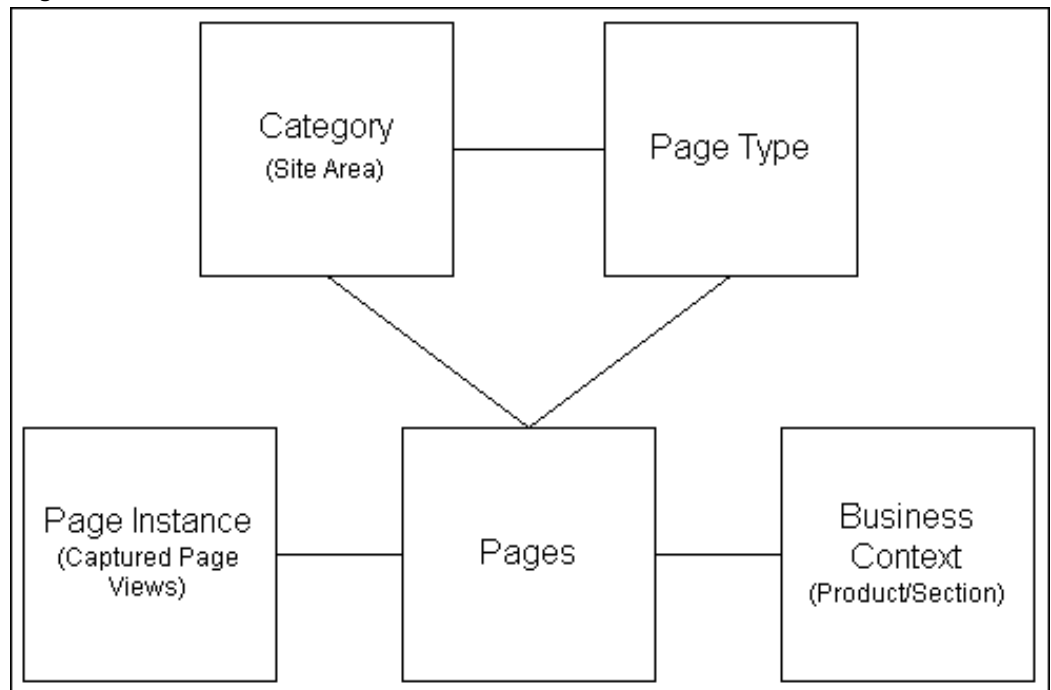 Category
(Site Area)
Page Type
Page Instance
(Captured Page
Views)
Pages
Business
Context
(Product/Section)